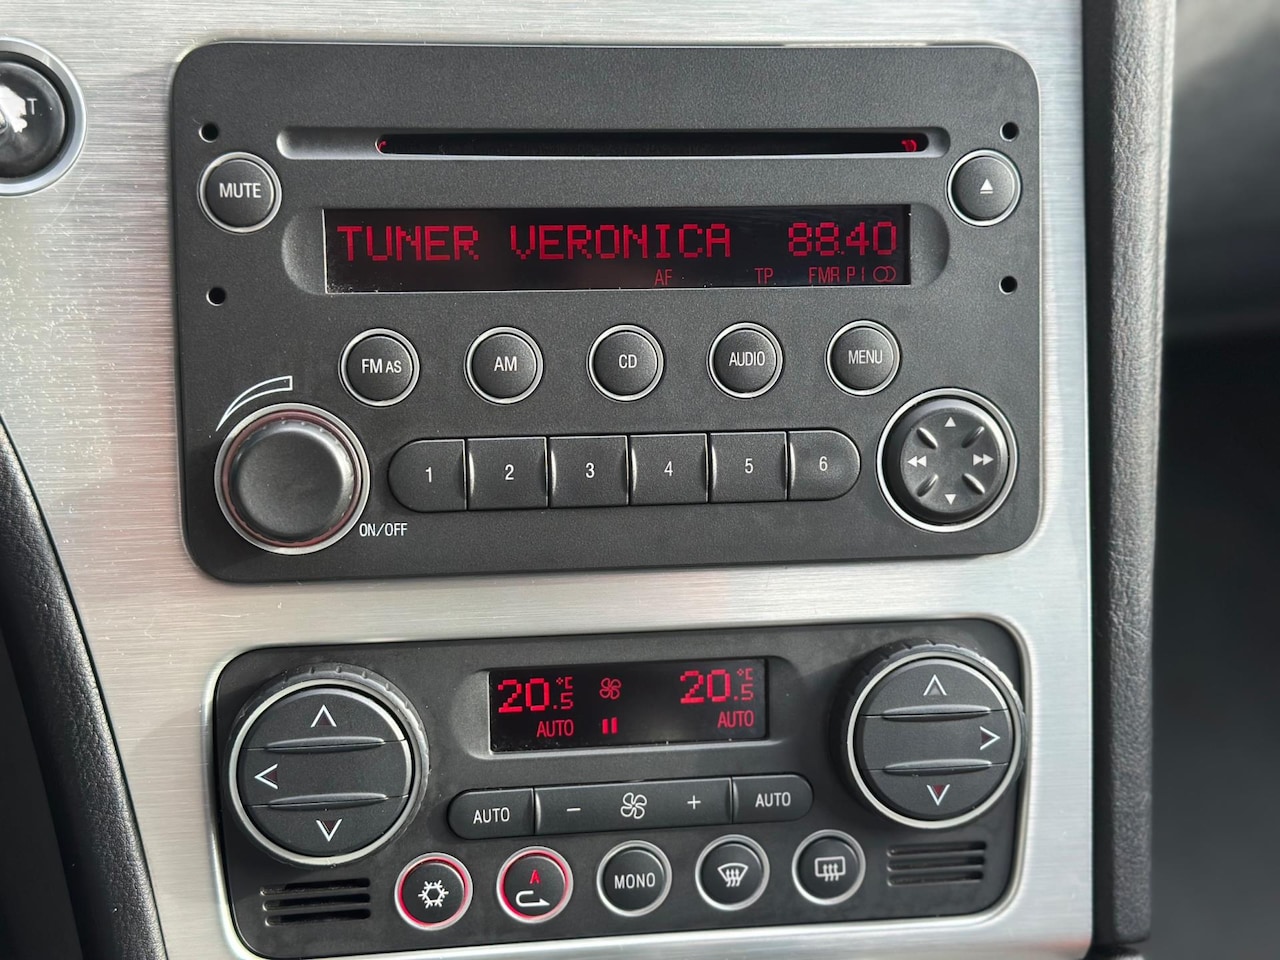 T
MUTE
TUNER VERONICA 88.40
AF TP FMR P I
FM AS AM CD AUDIO MENU
1 2 3 4 5 6
ON/OFF
20.5 °C 20.5 °C
AUTO AUTO
AUTO - + AUTO
A
MONO